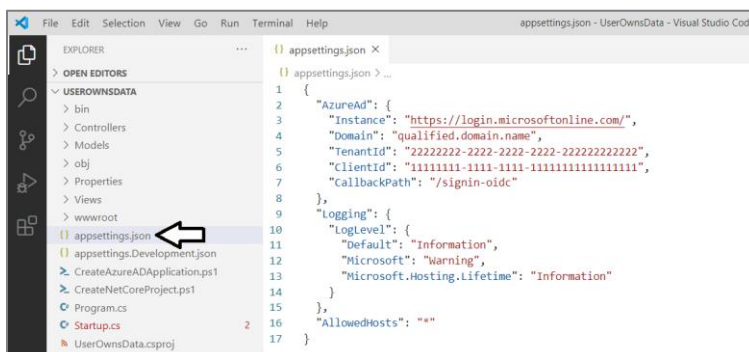 File Edit Selection View Go Run Terminal Help appsettings.json - UserOwnsData - Visual Studio Cod
EXPLORER ...
> OPEN EDITORS
USEROWNSDATA
> bin
> Controllers
> Models
> obj
> Properties
> Views
> wwwroot
{} appsettings.json
{} appsettings.Development.json
CreateAzureADApplication.ps1
CreateNetCoreProject.ps1
Program.cs
Startup.cs 2
UserOwnsData.csproj
{} appsettings.json ×
{} appsettings.json > ...
1 {
2 "AzureAd": {
3 "Instance": "https://login.microsoftonline.com/",
4 "Domain": "qualified.domain.name",
5 "TenantId": "22222222-2222-2222-2222-222222222222",
6 "ClientId": "11111111-1111-1111-11111111111111111",
7 "CallbackPath": "/signin-oidc"
8 },
9 "Logging": {
10 "LogLevel": {
11 "Default": "Information",
12 "Microsoft": "Warning",
13 "Microsoft.Hosting.Lifetime": "Information"
14 }
15 },
16 "AllowedHosts": "*"
17 }